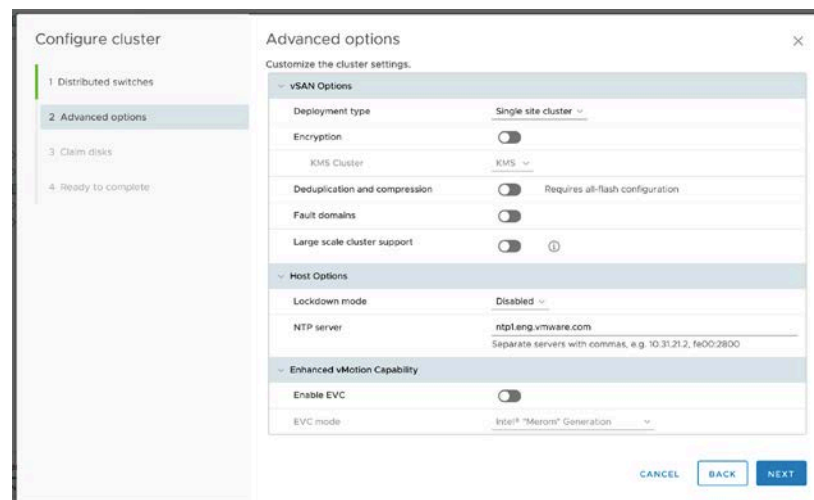 Configure cluster
1 Distributed switches
2 Advanced options
3 Claim disks
4 Ready to complete
Advanced options
Customize the cluster settings.
vSAN Options
Deployment type Single site cluster
Encryption
KMS Cluster KMS
Deduplication and compression Requires all-flash configuration
Fault domains
Large scale cluster support
Host Options
Lockdown mode Disabled
NTP server ntp1.eng.vmware.com
Separate servers with commas, e.g. 10.31.21.2, fe00::2800
Enhanced vMotion Capability
Enable EVC
EVC mode Intel® "Merom" Generation
CANCEL BACK NEXT